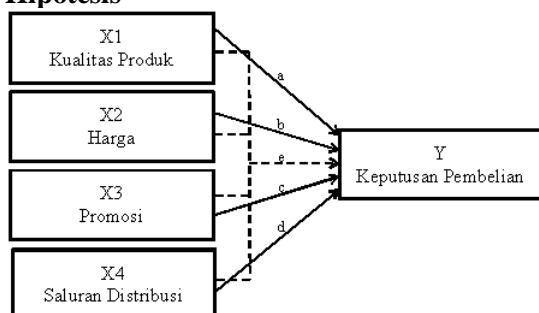 Hipotesis
X1
Kualitas Produk
X2
Harga
X3
Promosi
X4
Saluran Distribusi
a
b
e
c
d
Y
Keputusan Pembelian